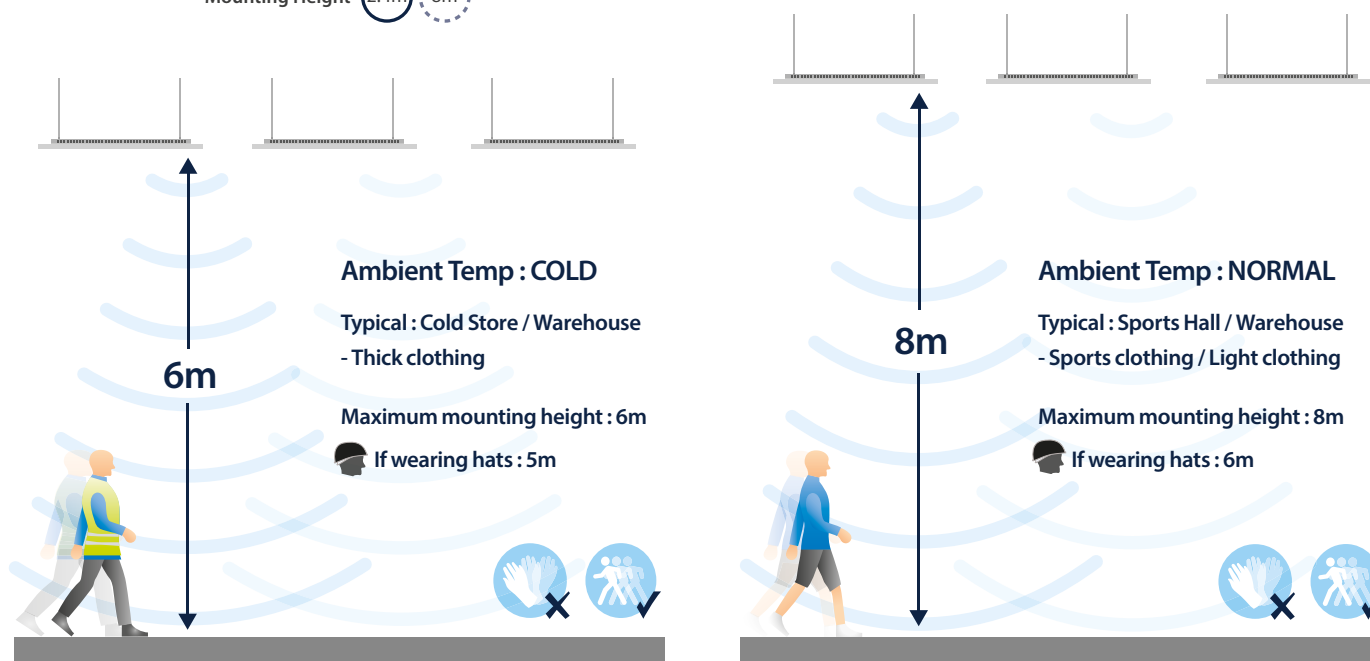 Mounting Height
6m
Ambient Temp : COLD
Typical : Cold Store / Warehouse
- Thick clothing
Maximum mounting height : 6m
If wearing hats : 5m
8m
Ambient Temp : NORMAL
Typical : Sports Hall / Warehouse
- Sports clothing / Light clothing
Maximum mounting height : 8m
If wearing hats : 6m